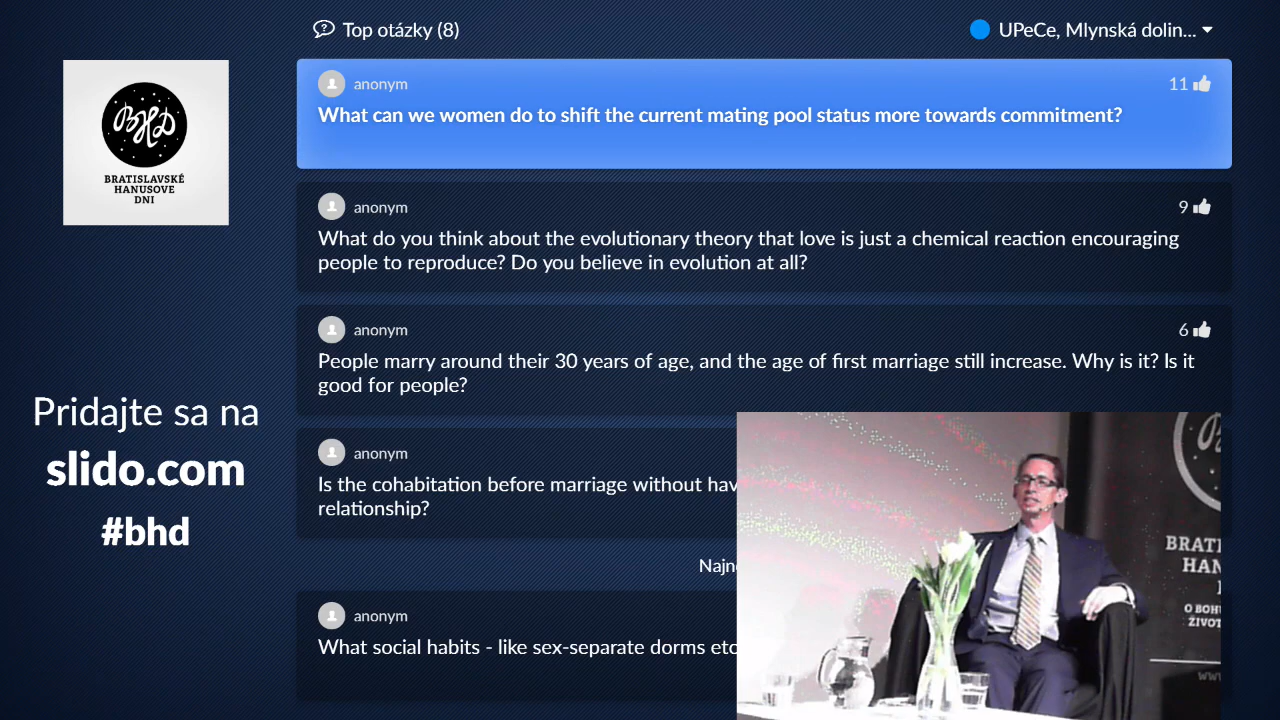 Top otázky (8)
UPeCe, Mlynská dolin...
BHD
BRATISLAVSKÉ
HANUSOVE
DNI
anonym
11
What can we women do to shift the current mating pool status more towards commitment?
anonym
9
What do you think about the evolutionary theory that love is just a chemical reaction encouraging
people to reproduce? Do you believe in evolution at all?
anonym
6
People marry around their 30 years of age, and the age of first marriage still increase. Why is it? Is it
good for people?
Pridajte sa na
slido.com
#bhd
anonym
Is the cohabitation before marriage without hav
relationship?
Najn
anonym
What social habits - like sex-separate dorms etc
BRATI
HAN
O BOHU
ŽIVOT
WW